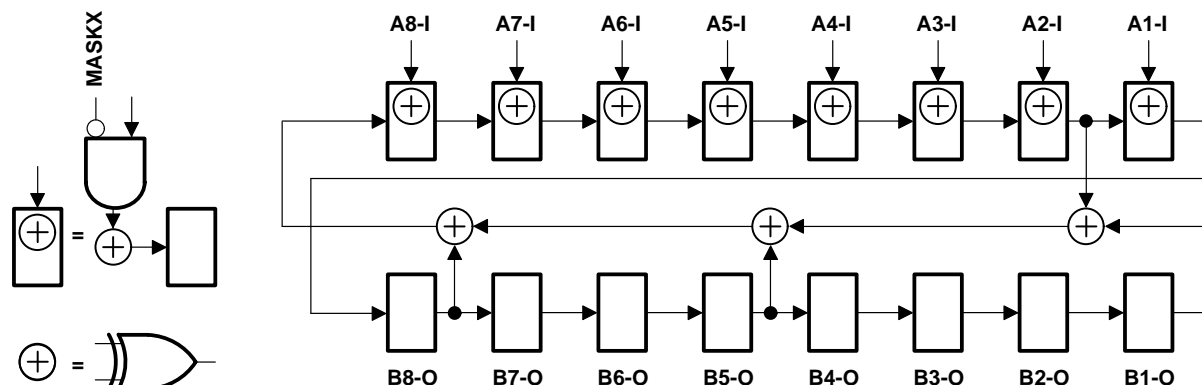 MASKX
A8-I A7-I A6-I A5-I A4-I A3-I A2-I A1-I
=
=
B8-O B7-O B6-O B5-O B4-O B3-O B2-O B1-O